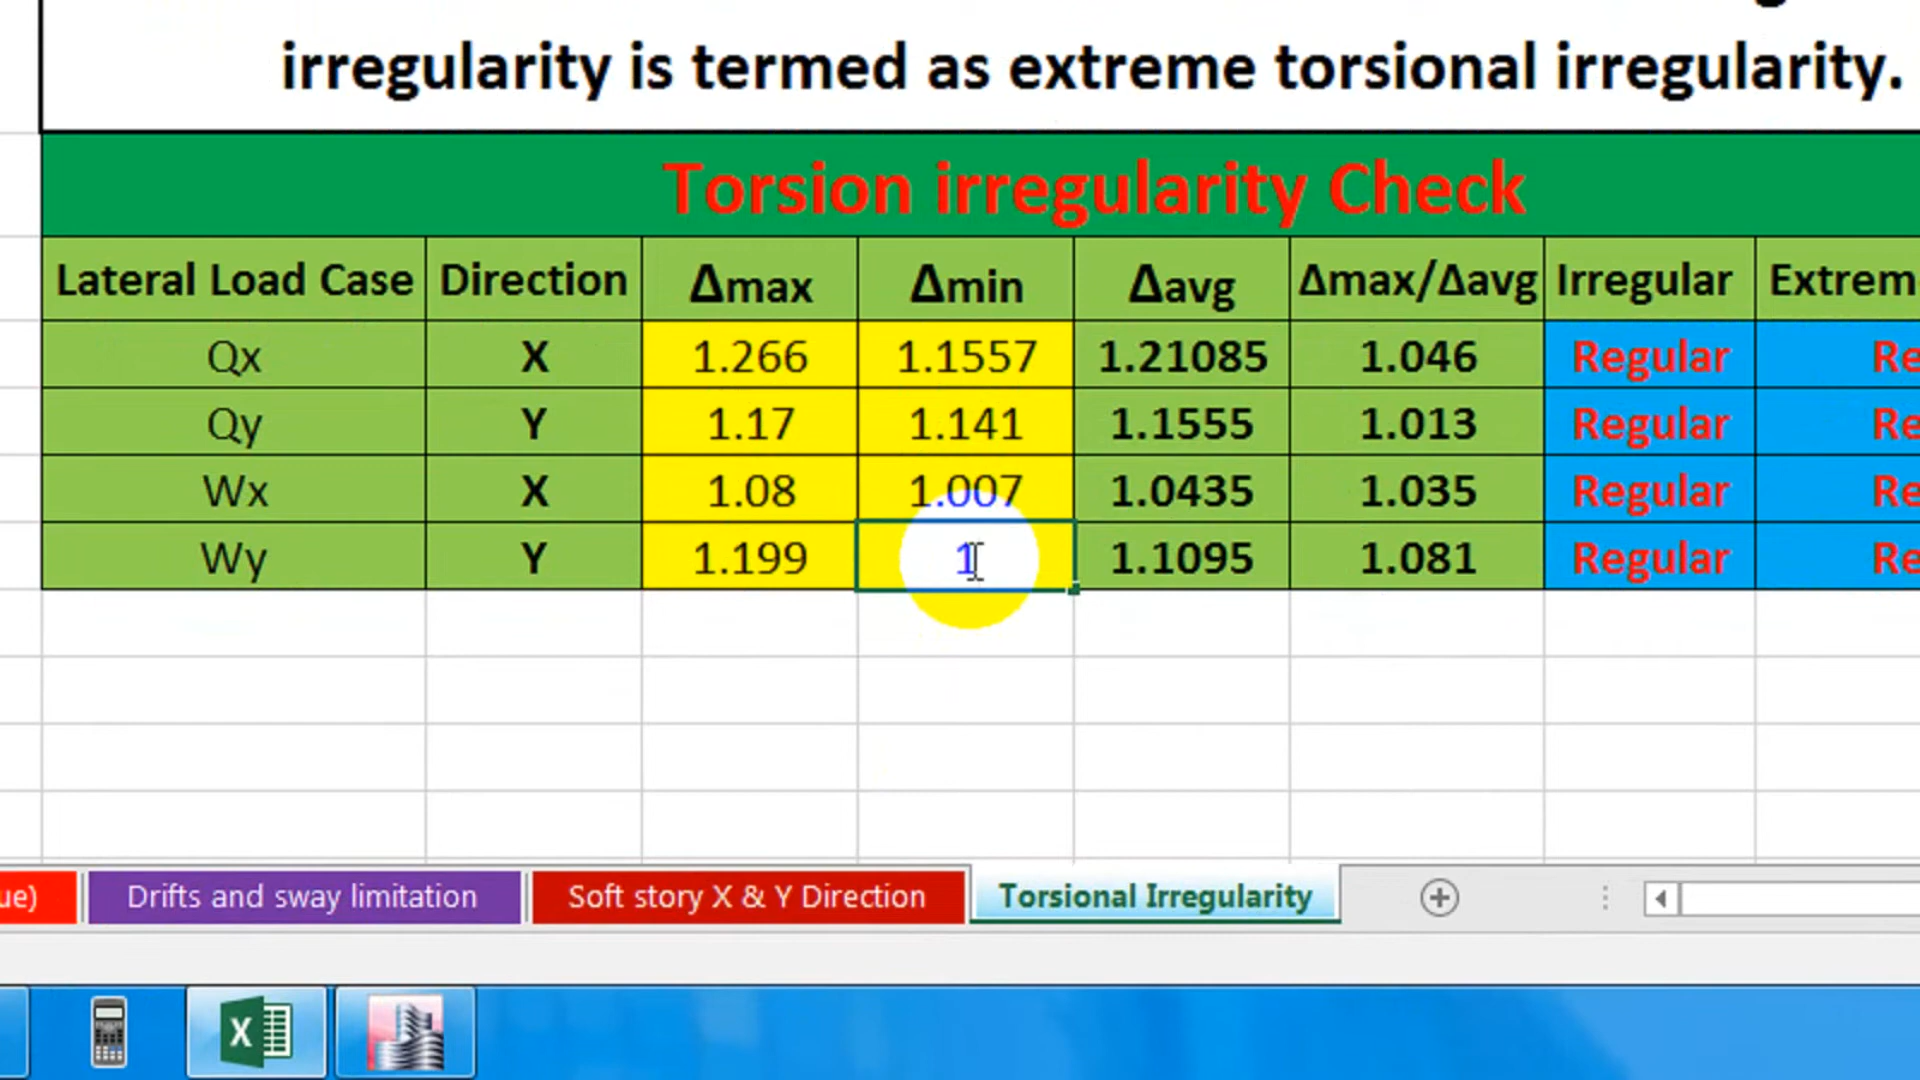 irregularity is termed as extreme torsional irregularity.
Torsion irregularity Check
Lateral Load Case Direction Δmax Δmin Δavg Δmax/Δavg Irregular Extrem
Qx X 1.266 1.1557 1.21085 1.046 Regular Re
Qy Y 1.17 1.141 1.1555 1.013 Regular Re
Wx X 1.08 1.007 1.0435 1.035 Regular Re
Wy Y 1.199 1 1.1095 1.081 Regular Re
ue) Drifts and sway limitation Soft story X & Y Direction Torsional Irregularity